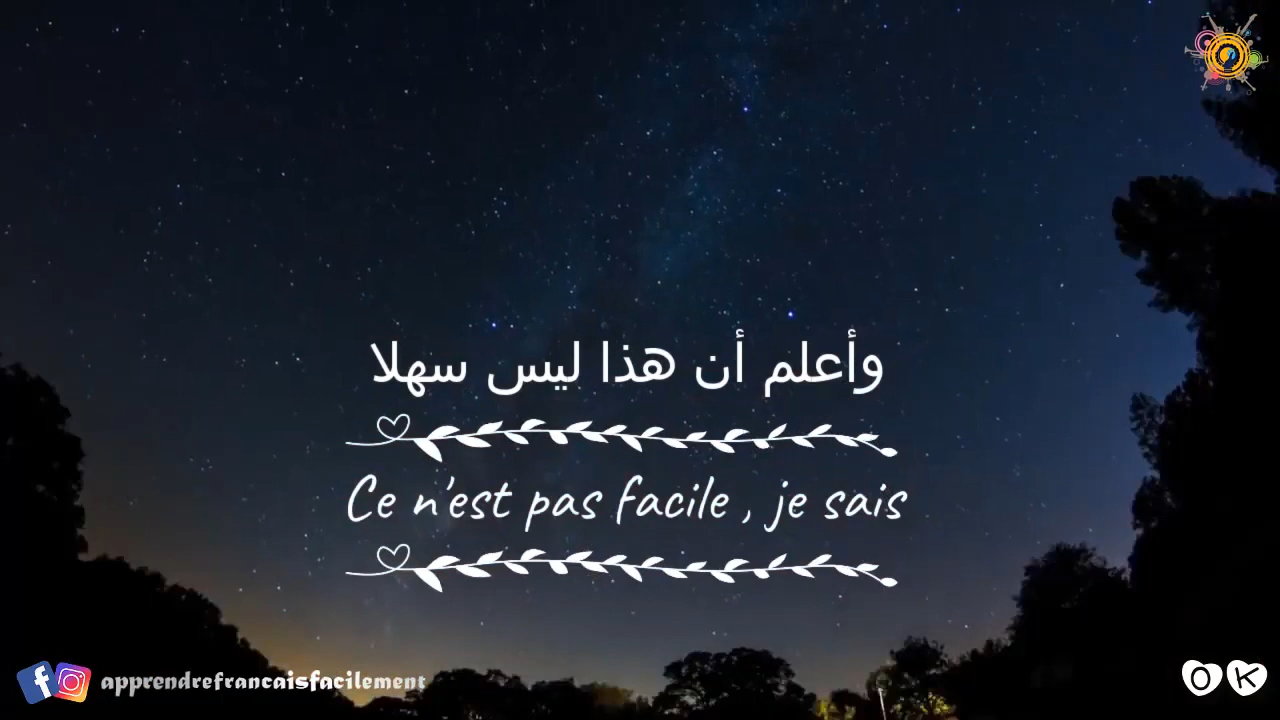 وأعلم أن هذا ليس سهلا
Ce n'est pas facile , je sais
apprendrefrancaisfacilement
O K